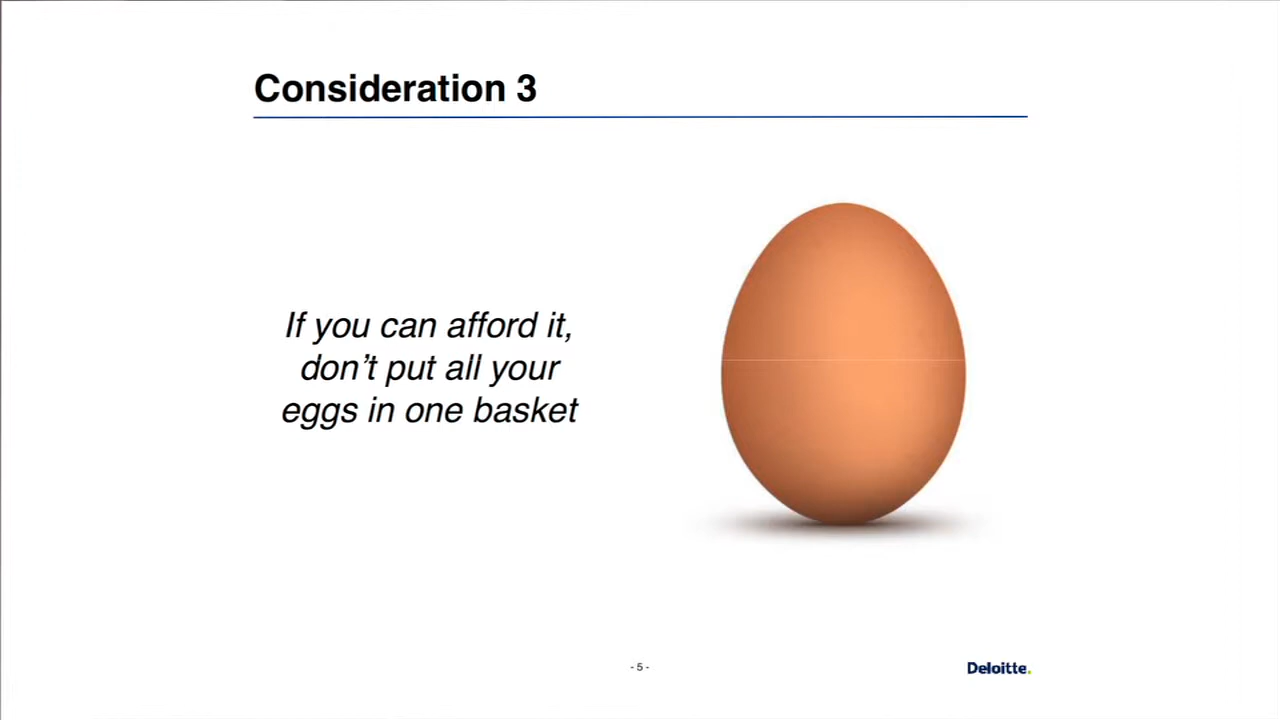 Consideration 3
If you can afford it,
don’t put all your
eggs in one basket
- 5 -
Deloitte.